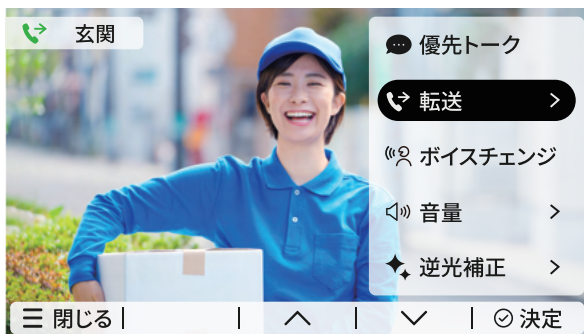 玄関
優先トーク
転送
ボイスチェンジ
音量
逆光補正
閉じる
決定